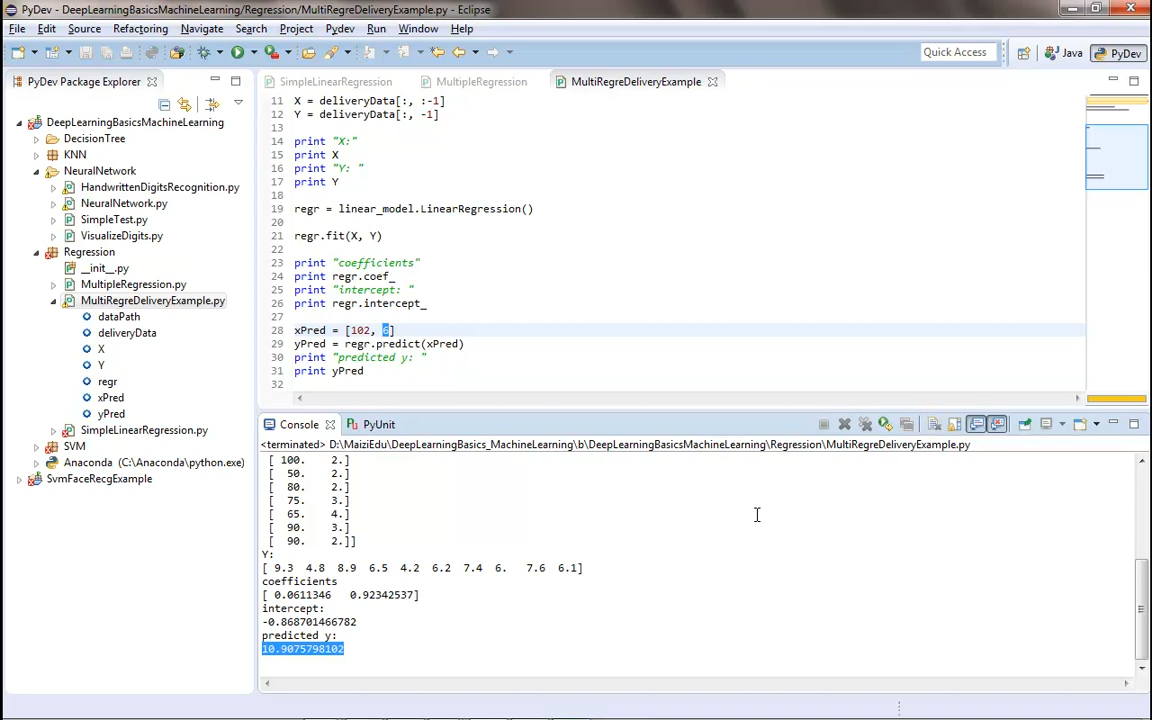 PyDev - DeepLearningBasicsMachineLearning/Regression/MultiRegreDeliveryExample.py - Eclipse
File Edit Source Refactoring Navigate Search Project Pydev Run Window Help
Quick Access
Java
PyDev
PyDev Package Explorer
DeepLearningBasicsMachineLearning
DecisionTree
KNN
NeuralNetwork
HandwrittenDigitsRecognition.py
NeuralNetwork.py
SimpleTest.py
VisualizeDigits.py
Regression
__init__.py
MultipleRegression.py
MultiRegreDeliveryExample.py
dataPath
deliveryData
X
Y
regr
xPred
yPred
SimpleLinearRegression.py
SVM
Anaconda (C:\Anaconda\python.exe)
SvmFaceRecgExample
SimpleLinearRegression
MultipleRegression
MultiRegreDeliveryExample
11 X = deliveryData[:, :-1]
12 Y = deliveryData[:, -1]
13
14 print "X:"
15 print X
16 print "Y: "
17 print Y
18
19 regr = linear_model.LinearRegression()
20
21 regr.fit(X, Y)
22
23 print "coefficients"
24 print regr.coef_
25 print "intercept: "
26 print regr.intercept_
27
28 xPred = [102, 6]
29 yPred = regr.predict(xPred)
30 print "predicted y: "
31 print yPred
32
Console
PyUnit
<terminated> D:\MaiziEdu\DeepLearningBasics_MachineLearning\b\DeepLearningBasicsMachineLearning\Regression\MultiRegreDeliveryExample.py
[ 100. 2.]
[ 50. 2.]
[ 80. 2.]
[ 75. 3.]
[ 65. 4.]
[ 90. 3.]
[ 90. 2.]]
Y:
[ 9.3 4.8 8.9 6.5 4.2 6.2 7.4 6. 7.6 6.1]
coefficients
[ 0.0611346 0.92342537]
intercept:
-0.868701466782
predicted y:
10.9075798102